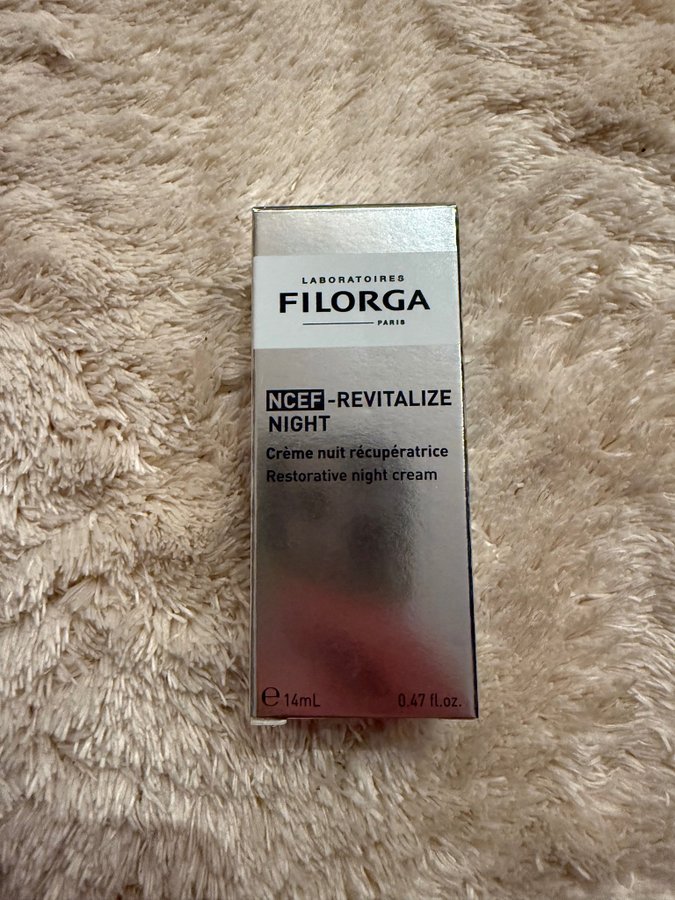 LABORATOIRES
FILORGA
PARIS
NCEF-REVITALIZE
NIGHT
Crème nuit récupératrice
Restorative night cream
℮ 14mL 0.47 fl.oz.